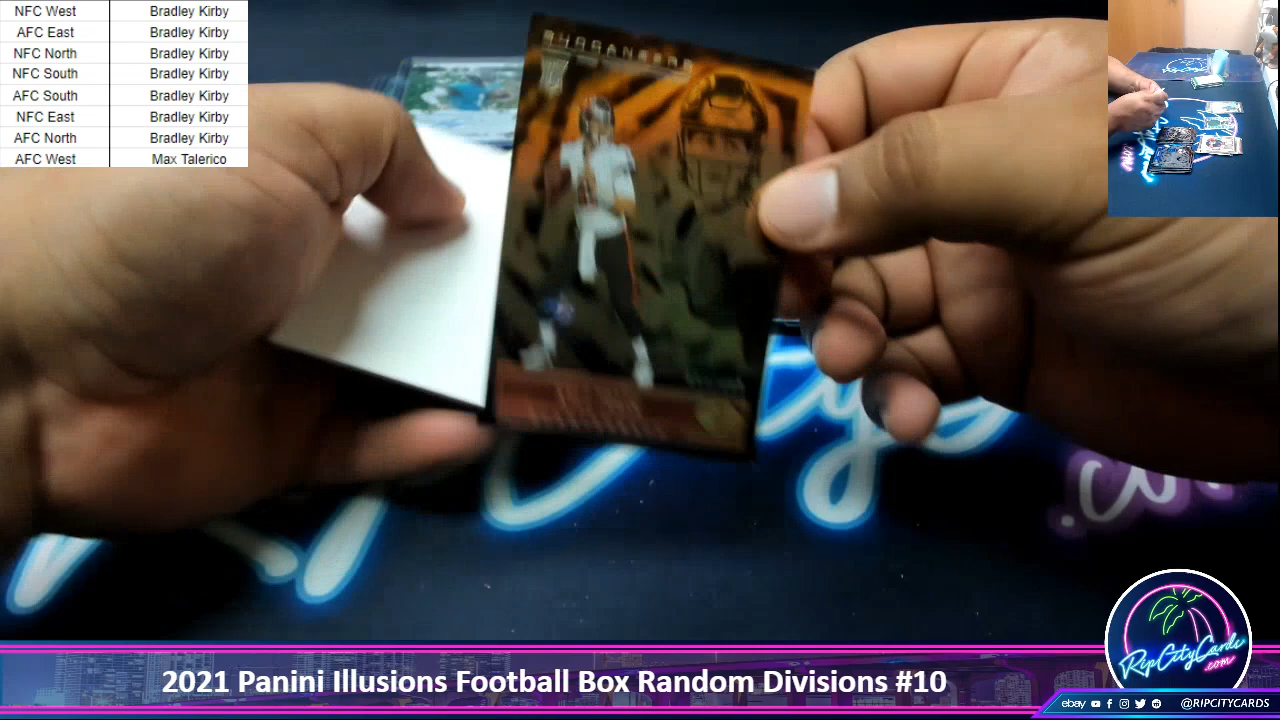 NFC West Bradley Kirby
AFC East Bradley Kirby
NFC North Bradley Kirby
NFC South Bradley Kirby
AFC South Bradley Kirby
NFC East Bradley Kirby
AFC North Bradley Kirby
AFC West Max Talerico
BUCCANEERS
RipCityCards
.com
2021 Panini Illusions Football Box Random Divisions #10
ebay @RIPCITYCARDS